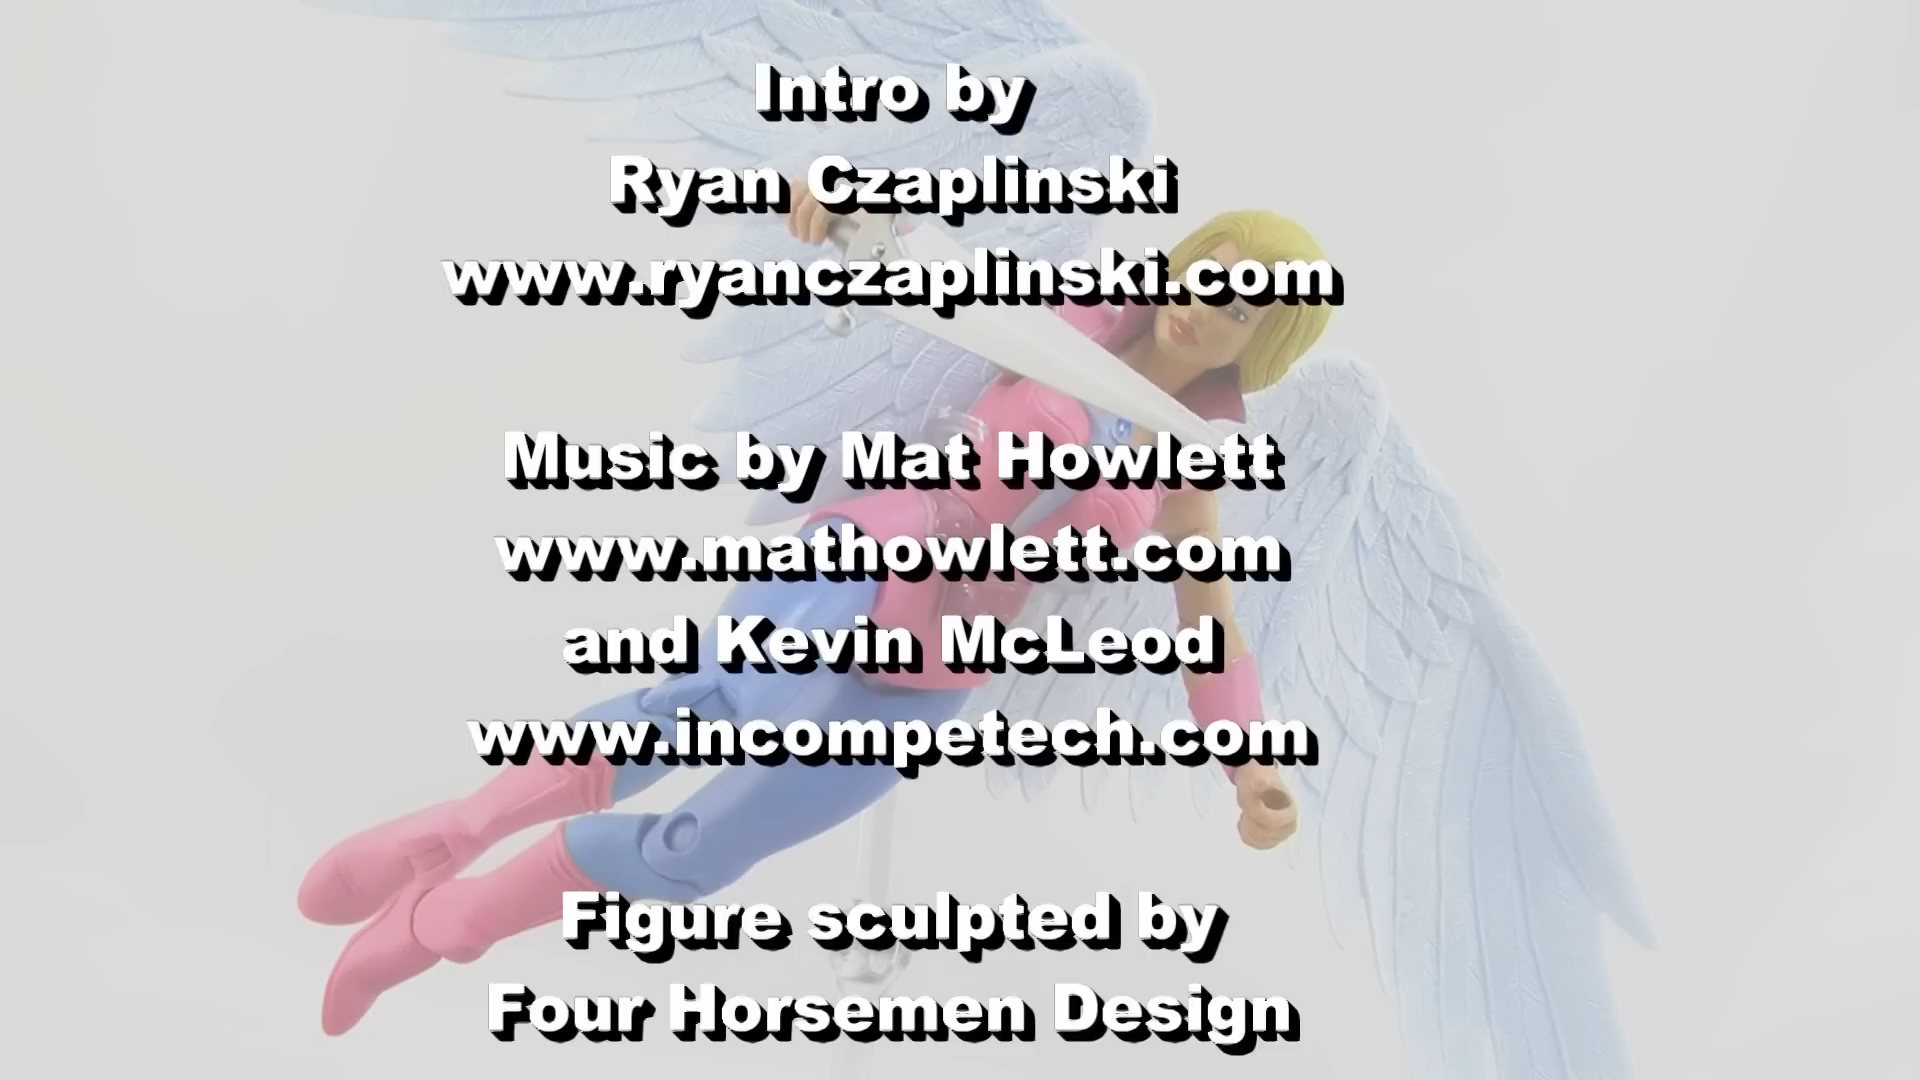 Intro by
Ryan Czaplinski
www.ryanczaplinski.com
Music by Mat Howlett
www.mathowlett.com
and Kevin McLeod
www.incompetech.com
Figure sculpted by
Four Horsemen Design